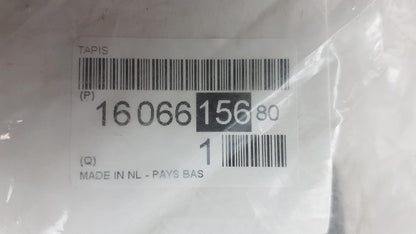 TAPIS
(P)
16 066 156 80
(Q) 1
MADE IN NL - PAYS BAS